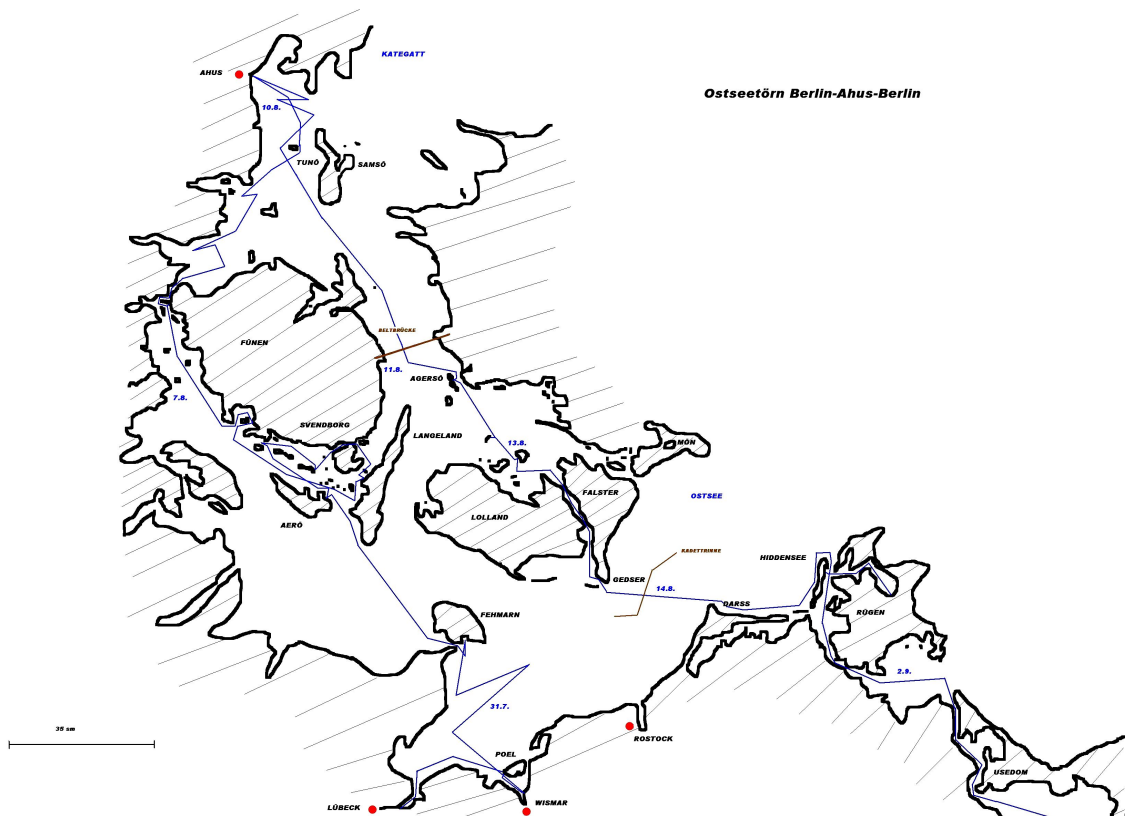 KATEGATT
AHUS
Ostseetörn Berlin-Ahus-Berlin
10.8.
TUNÖ
SAMSÖ
BELTBRÜCKE
FÜNEN
11.8.
AGERSÖ
7.8.
SVENDBORG
LANGELAND
13.8.
MÖN
FALSTER
OSTSEE
LOLLAND
AERÖ
KADETTRINNE
HIDDENSEE
GEDSER
14.8.
DARSS
FEHMARN
RÜGEN
2.9.
31.7.
35 sm
ROSTOCK
POEL
USEDOM
LÜBECK
WISMAR